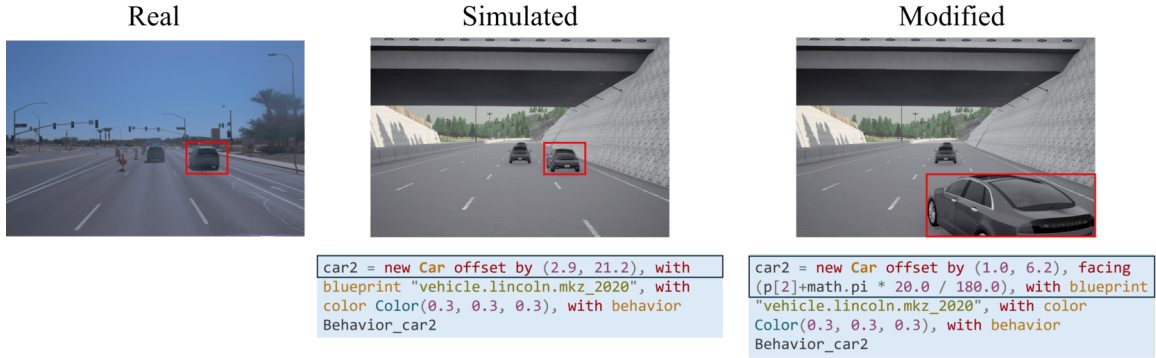 Real
Simulated
Modified
car2 = new Car offset by (2.9, 21.2), with
blueprint "vehicle.lincoln.mkz_2020", with
color Color(0.3, 0.3, 0.3), with behavior
Behavior_car2
car2 = new Car offset by (1.0, 6.2), facing
(p[2]+math.pi * 20.0 / 180.0), with blueprint
"vehicle.lincoln.mkz_2020", with color
Color(0.3, 0.3, 0.3), with behavior
Behavior_car2